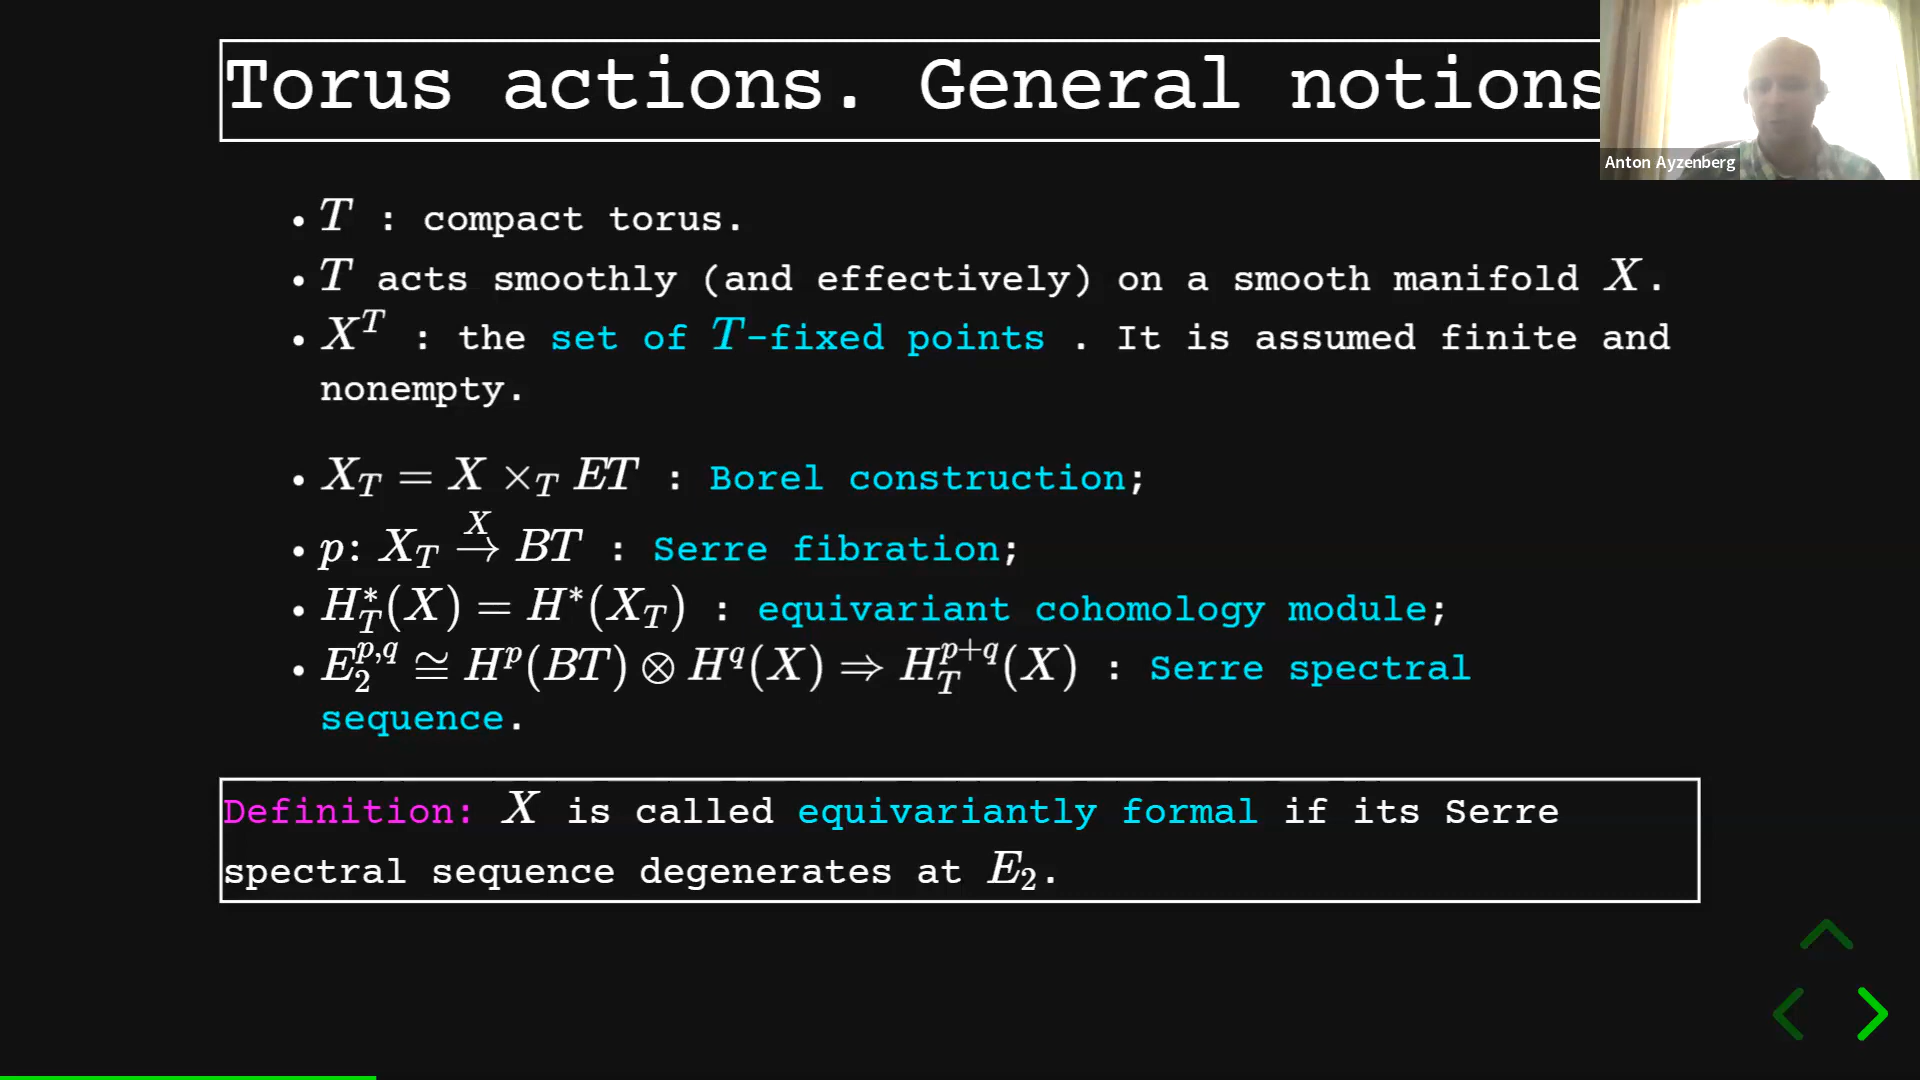 Torus actions. General notions
Anton Ayzenberg
• T : compact torus.
• T acts smoothly (and effectively) on a smooth manifold X.
• X^T : the set of T-fixed points . It is assumed finite and
nonempty.
• X_T = X ×_T ET : Borel construction;
• p: X_T →^X BT : Serre fibration;
• H_T^*(X) = H^*(X_T) : equivariant cohomology module;
• E_2^{p,q} ≅ H^p(BT) ⊗ H^q(X) ⇒ H_T^{p+q}(X) : Serre spectral
sequence.
Definition: X is called equivariantly formal if its Serre
spectral sequence degenerates at E_2.